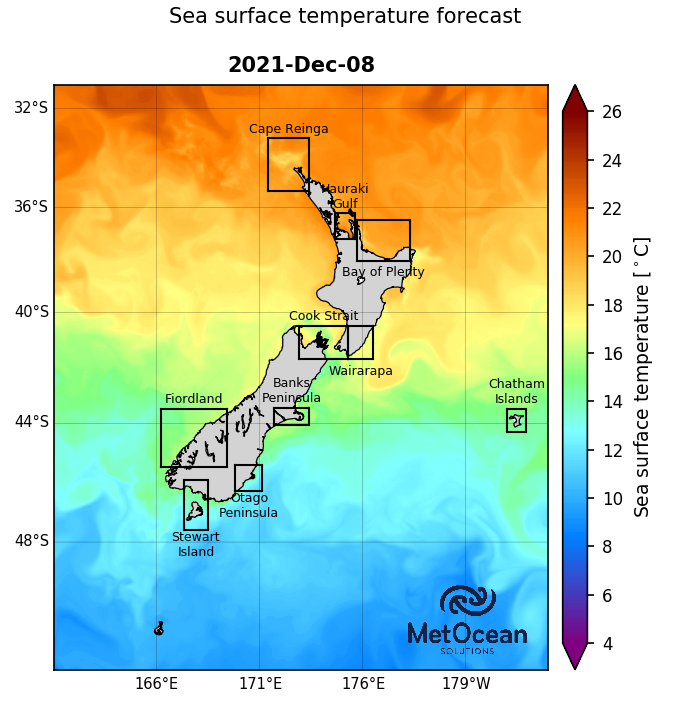 Sea surface temperature forecast
2021-Dec-08
32°S
36°S
40°S
44°S
48°S
166°E
171°E
176°E
179°W
Cape Reinga
Hauraki
Gulf
Bay of Plenty
Cook Strait
Wairarapa
Banks
Peninsula
Fiordland
Chatham
Islands
Otago
Peninsula
Stewart
Island
MetOcean
SOLUTIONS
26
24
22
20
18
16
14
12
10
8
6
4
Sea surface temperature [°C]